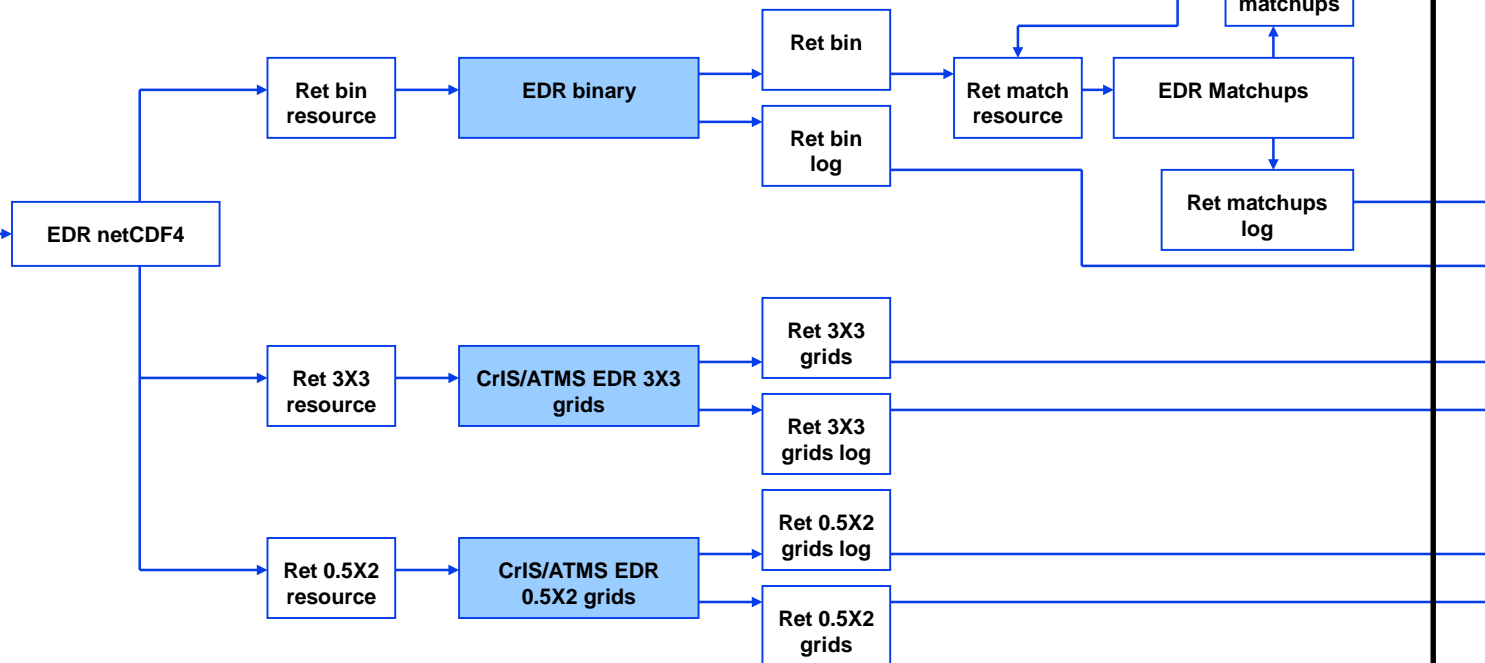 matchups
Ret bin
Ret bin
resource
EDR binary
Ret match
resource
EDR Matchups
Ret bin
log
Ret matchups
log
EDR netCDF4
Ret 3X3
grids
Ret 3X3
resource
CrIS/ATMS EDR 3X3
grids
Ret 3X3
grids log
Ret 0.5X2
grids log
Ret 0.5X2
resource
CrIS/ATMS EDR
0.5X2 grids
Ret 0.5X2
grids